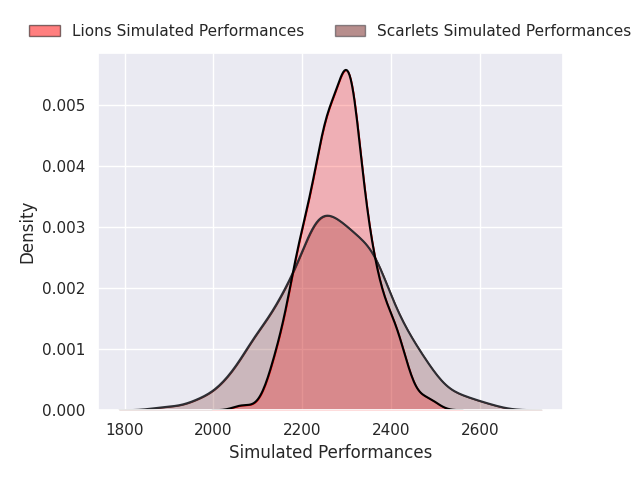 Lions Simulated Performances
Scarlets Simulated Performances
Density
0.005
0.004
0.003
0.002
0.001
0.000
1800
2000
2200
2400
2600
Simulated Performances